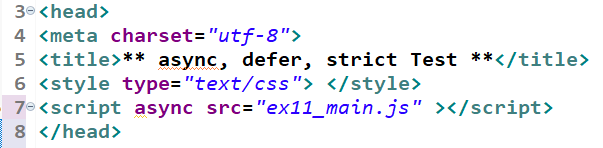 3 <head>
4 <meta charset="utf-8">
5 <title>** async, defer, strict Test **</title>
6 <style type="text/css"> </style>
7 <script async src="ex11_main.js" ></script>
8 </head>